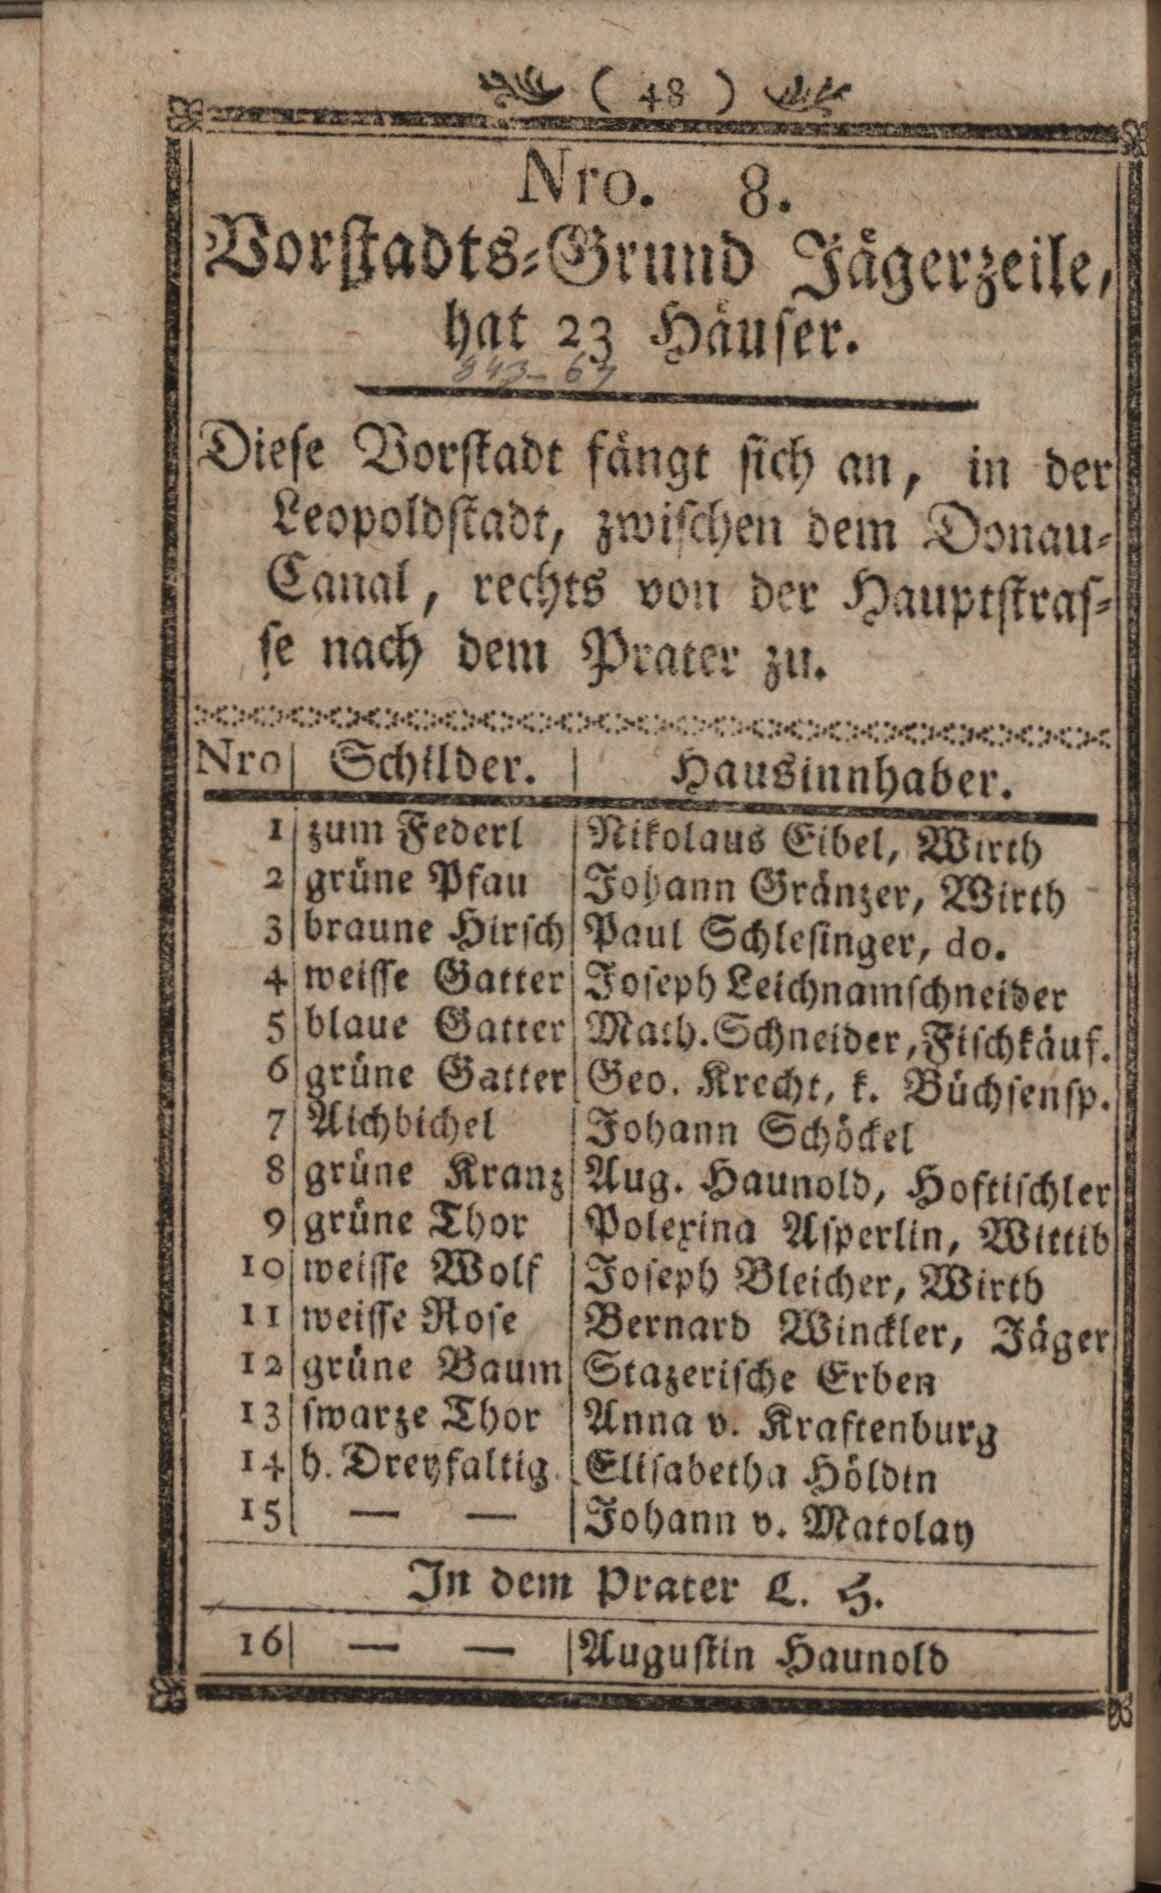 ( 48 )
Nro. 8.
Vorstadts-Grund Jägerzeile,
hat 23 Häuser.
Diese Vorstadt fängt sich an, in der
Leopoldstadt, zwischen dem Donau-
Canal, rechts von der Hauptstras-
se nach dem Prater zu.
Nro Schilder. Hausinnhaber.
1 zum Federl Nikolaus Eibel, Wirth
2 grüne Pfau Johann Gränzer, Wirth
3 braune Hirsch Paul Schlesinger, do.
4 weisse Gatter Joseph Leichnamschneider
5 blaue Gatter Math. Schneider, Fischkäuf.
6 grüne Gatter Geo. Krecht, k. Büchsensp.
7 Aichbichel Johann Schöckel
8 grüne Kranz Aug. Haunold, Hoftischler
9 grüne Thor Polexina Asperlin, Wittib
10 weisse Wolf Joseph Bleicher, Wirth
11 weisse Rose Bernard Winckler, Jäger
12 grüne Baum Stazerische Erben
13 swarze Thor Anna v. Kraftenburg
14 h. Dreyfaltig. Elisabetha Höldin
15 — — Johann v. Matolay
In dem Prater L. H.
16 — — Augustin Haunold